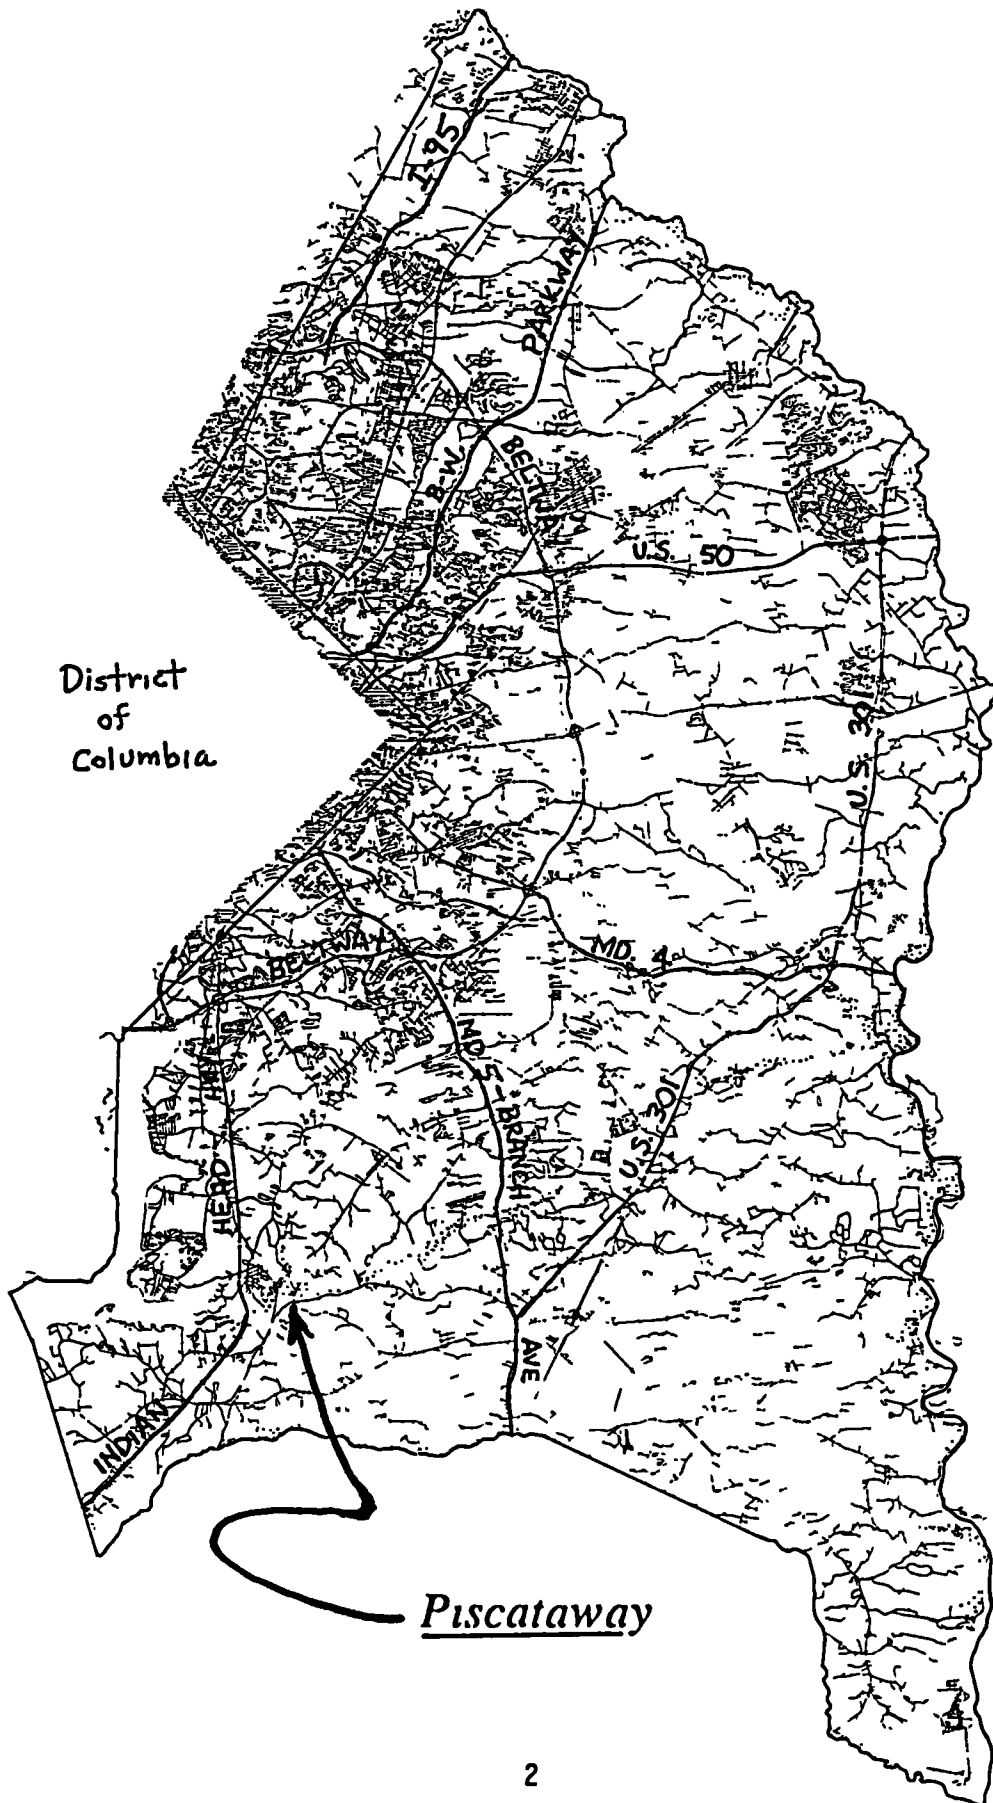 I-95
PARKWAY
B-W.
BELTWAY
U.S. 50
District
of
Columbia
U.S. 301
BELTWAY
MD. 4
MD. 5-BRANCH
AVE
U.S. 301
INDIAN
HEAD
HWY
Piscataway
2